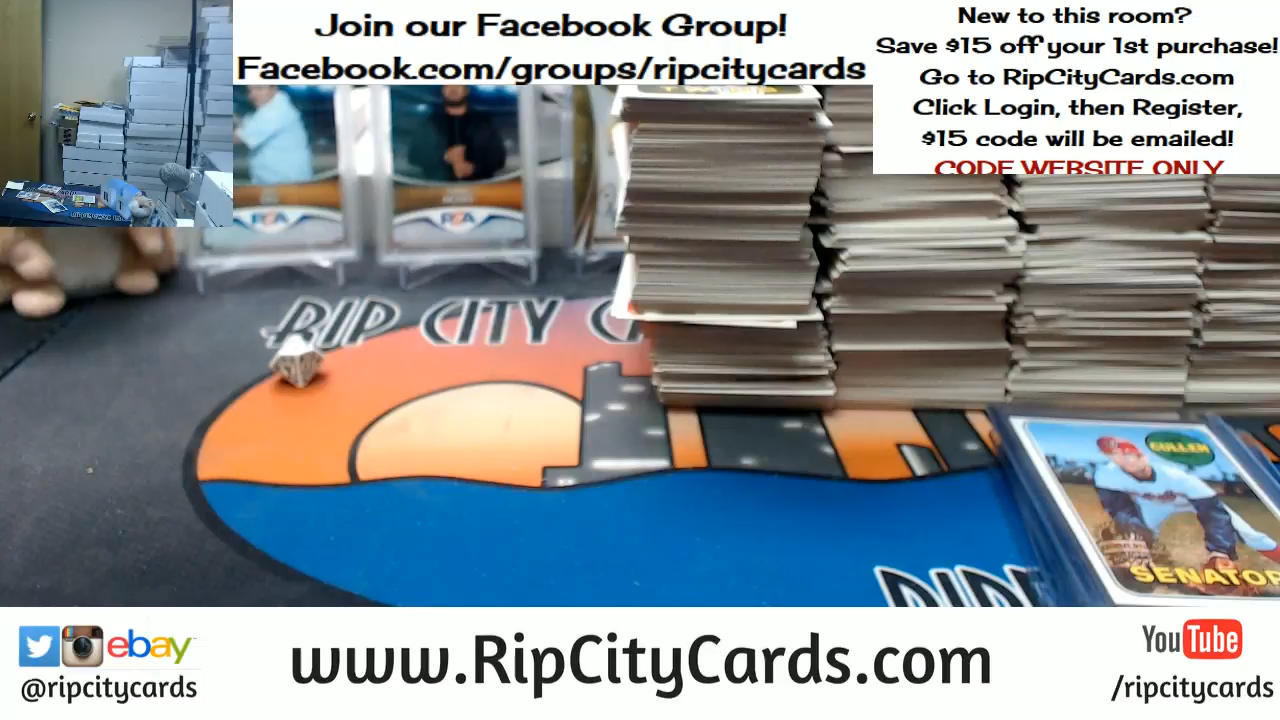 Join our Facebook Group!
Facebook.com/groups/ripcitycards
New to this room?
Save $15 off your 1st purchase!
Go to RipCityCards.com
Click Login, then Register,
$15 code will be emailed!
CODE WEBSITE ONLY
RIP CITY C
CULLEN
SENATOR
ebay
@ripcitycards
www.RipCityCards.com
YouTube
/ripcitycards